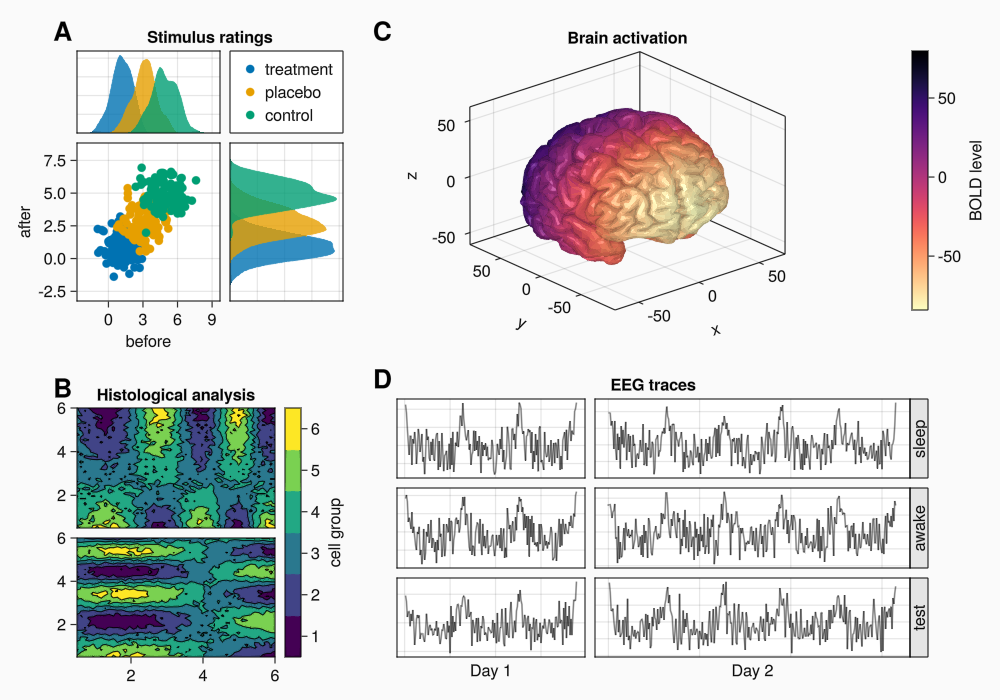 A
Stimulus ratings
treatment
placebo
control
7.5
5.0
2.5
0.0
-2.5
after
0 3 6 9
before
C
Brain activation
50
0
-50
z
50
0
-50
y
-50
0
50
x
50
0
-50
BOLD level
B
Histological analysis
6
4
2
6
4
2
2 4 6
6
5
4
3
2
1
cell group
D
EEG traces
sleep
awake
test
Day 1
Day 2